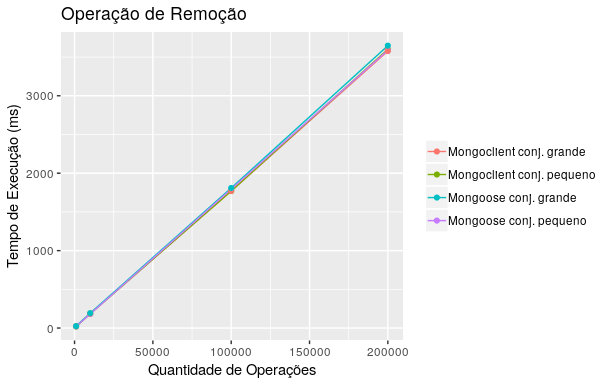 Operação de Remoção
Tempo de Execução (ms)
3000
2000
1000
0
0
50000
100000
150000
200000
Quantidade de Operações
Mongoclient conj. grande
Mongoclient conj. pequeno
Mongoose conj. grande
Mongoose conj. pequeno